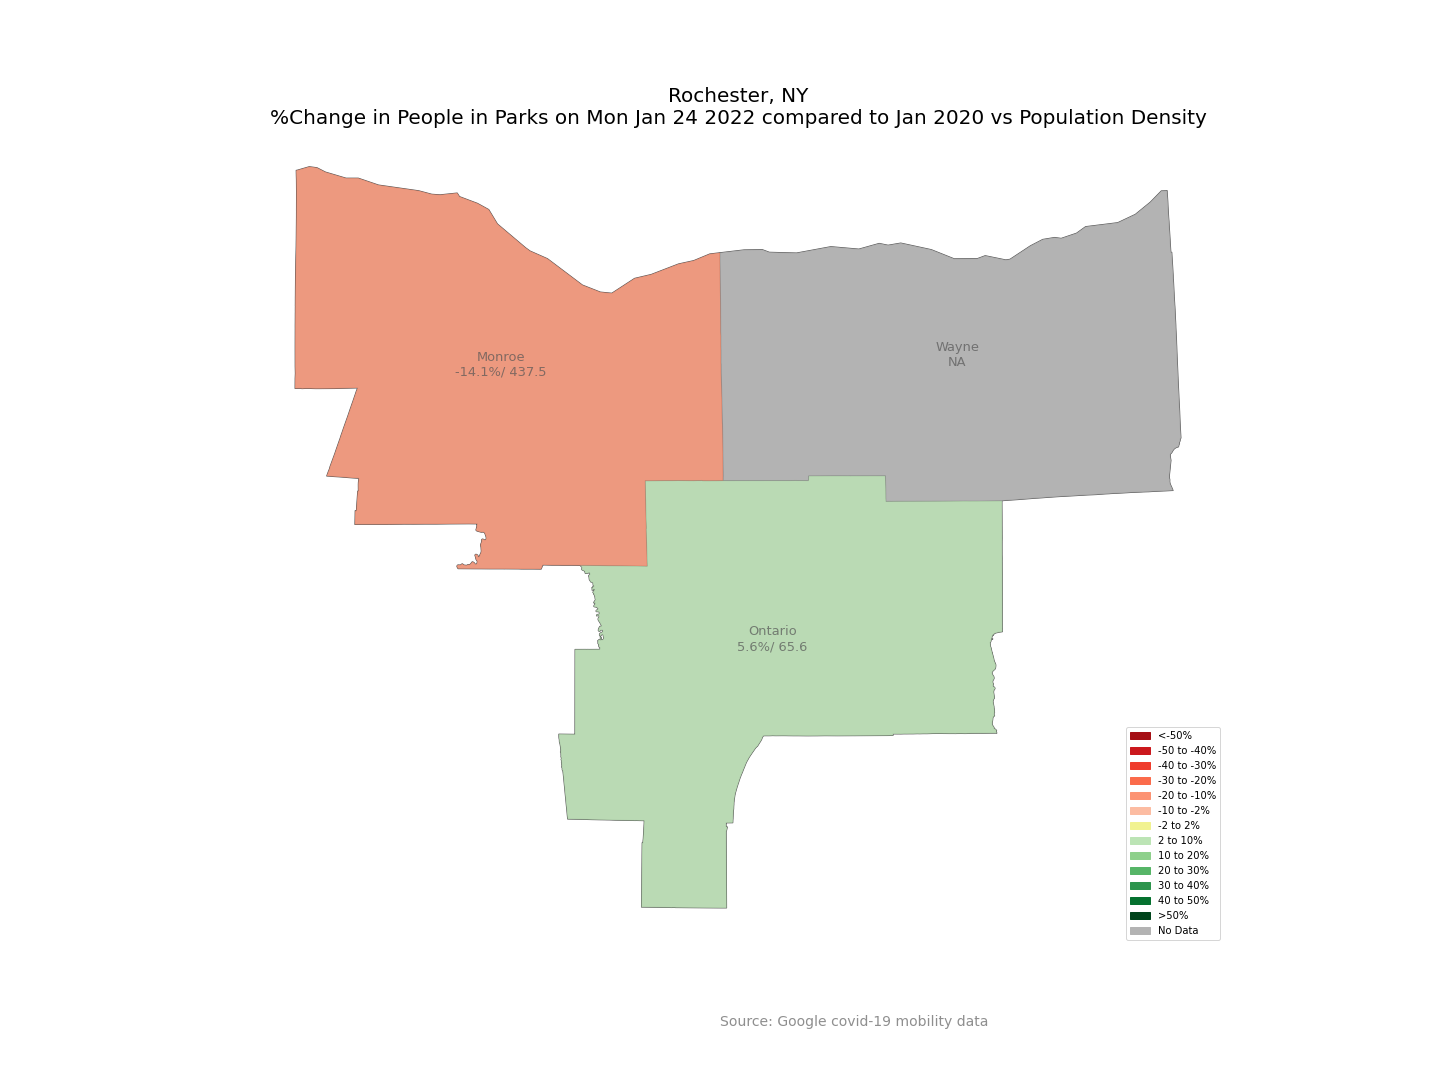 Rochester, NY
%Change in People in Parks on Mon Jan 24 2022 compared to Jan 2020 vs Population Density
Monroe
-14.1%/ 437.5
Wayne
NA
Ontario
5.6%/ 65.6
<-50%
-50 to -40%
-40 to -30%
-30 to -20%
-20 to -10%
-10 to -2%
-2 to 2%
2 to 10%
10 to 20%
20 to 30%
30 to 40%
40 to 50%
>50%
No Data
Source: Google covid-19 mobility data